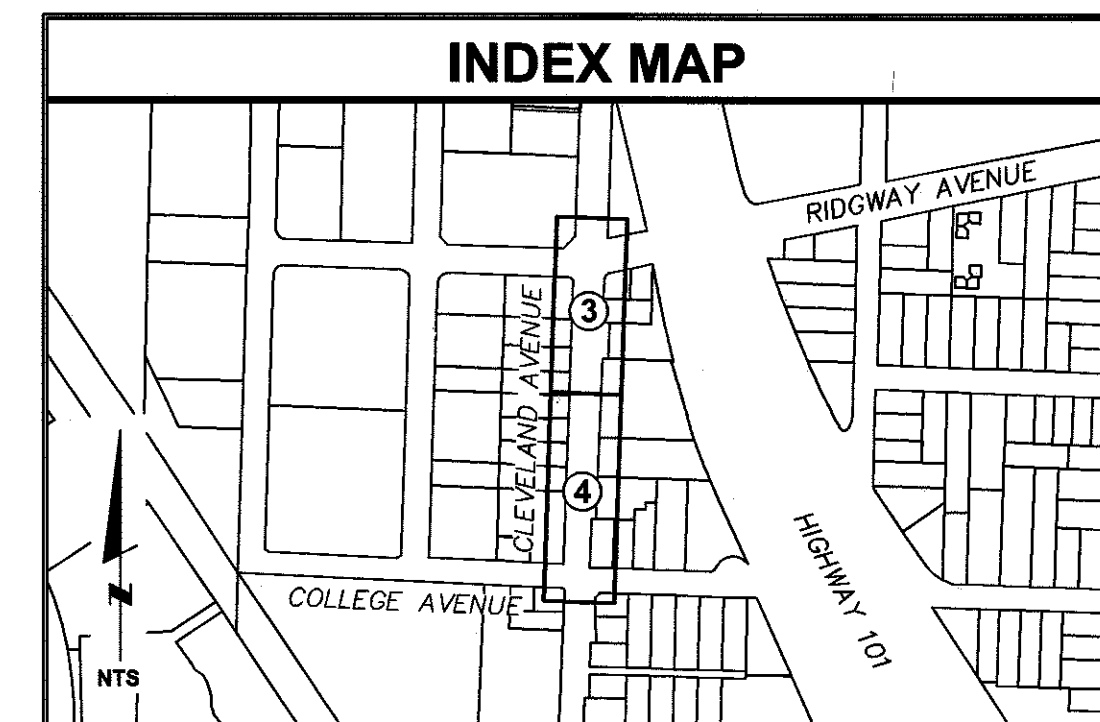 INDEX MAP
RIDGWAY AVENUE
3
CLEVELAND AVENUE
4
HIGHWAY 101
COLLEGE AVENUE
N
NTS